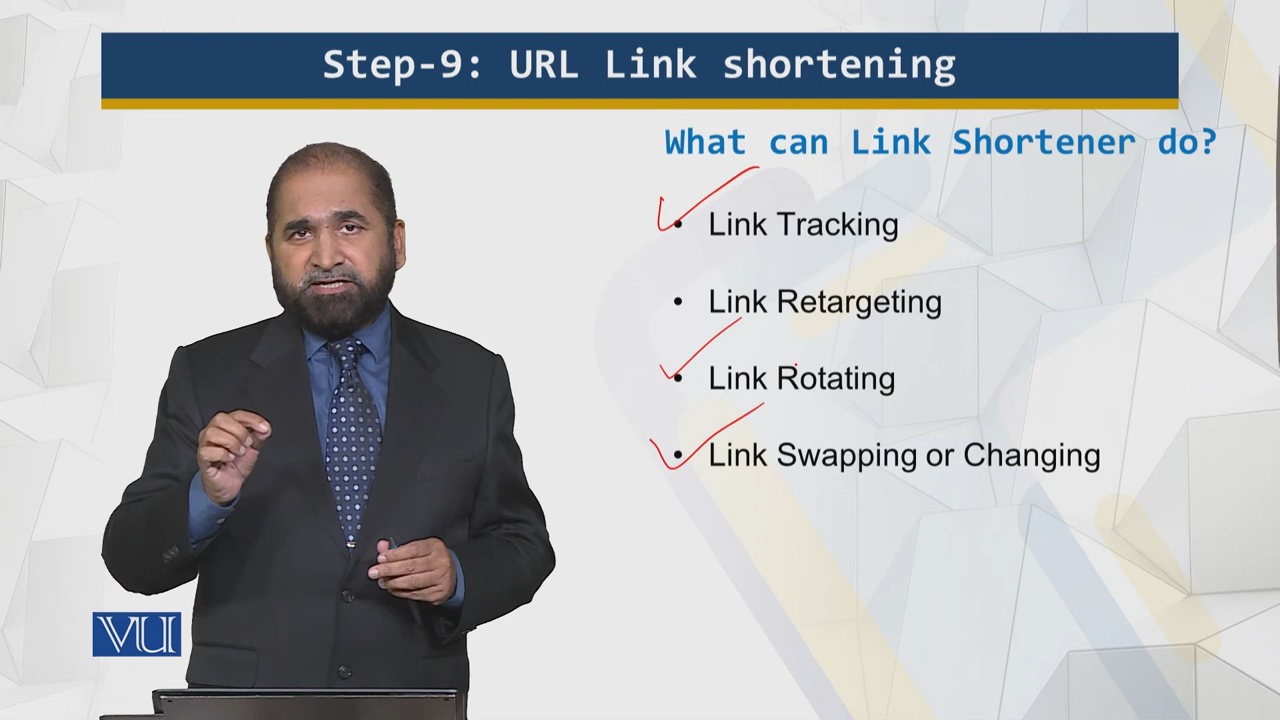 Step-9: URL Link shortening
What can Link Shortener do?
• Link Tracking
• Link Retargeting
• Link Rotating
• Link Swapping or Changing
VU